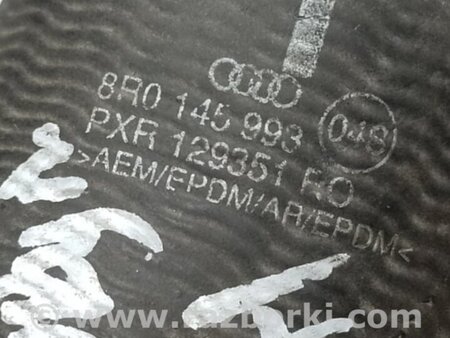 8R0 145 993
048
PXR 129351 RO
>AEM/EPDM/AR/EPDM<
www.razborki.com